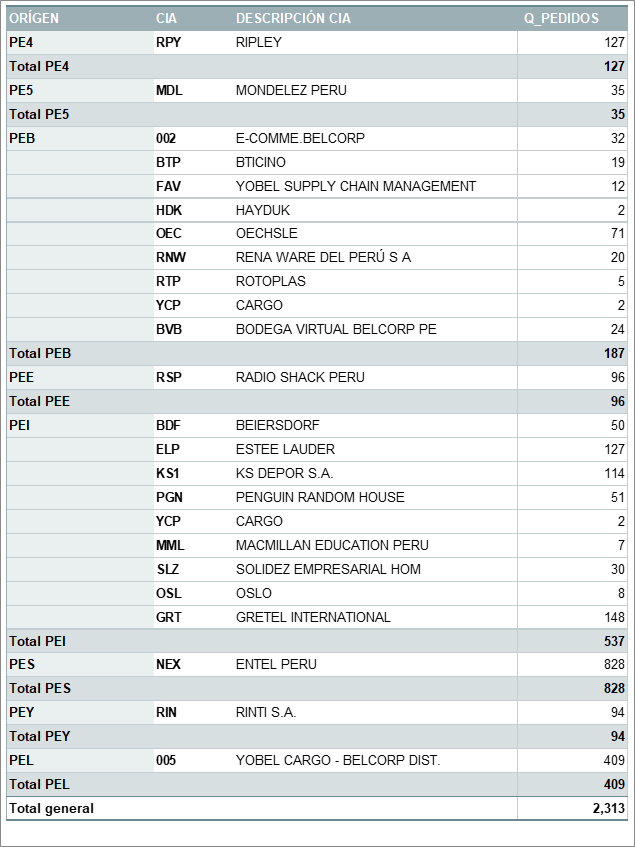 ORÍGEN CIA DESCRIPCIÓN CIA Q_PEDIDOS
PE4 RPY RIPLEY 127
Total PE4 127
PE5 MDL MONDELEZ PERU 35
Total PE5 35
PEB 002 E-COMME.BELCORP 32
BTP BTICINO 19
FAV YOBEL SUPPLY CHAIN MANAGEMENT 12
HDK HAYDUK 2
OEC OECHSLE 71
RNW RENA WARE DEL PERÚ S A 20
RTP ROTOPLAS 5
YCP CARGO 2
BVB BODEGA VIRTUAL BELCORP PE 24
Total PEB 187
PEE RSP RADIO SHACK PERU 96
Total PEE 96
PEI BDF BEIERSDORF 50
ELP ESTEE LAUDER 127
KS1 KS DEPOR S.A. 114
PGN PENGUIN RANDOM HOUSE 51
YCP CARGO 2
MML MACMILLAN EDUCATION PERU 7
SLZ SOLIDEZ EMPRESARIAL HOM 30
OSL OSLO 8
GRT GRETEL INTERNATIONAL 148
Total PEI 537
PES NEX ENTEL PERU 828
Total PES 828
PEY RIN RINTI S.A. 94
Total PEY 94
PEL 005 YOBEL CARGO - BELCORP DIST. 409
Total PEL 409
Total general 2,313